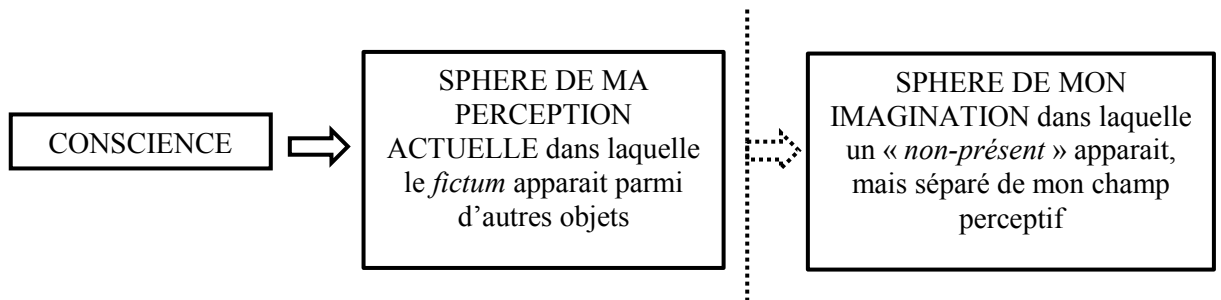 CONSCIENCE
SPHERE DE MA
PERCEPTION
ACTUELLE dans laquelle
le fictum apparait parmi
d’autres objets
SPHERE DE MON
IMAGINATION dans laquelle
un « non-présent » apparait,
mais séparé de mon champ
perceptif